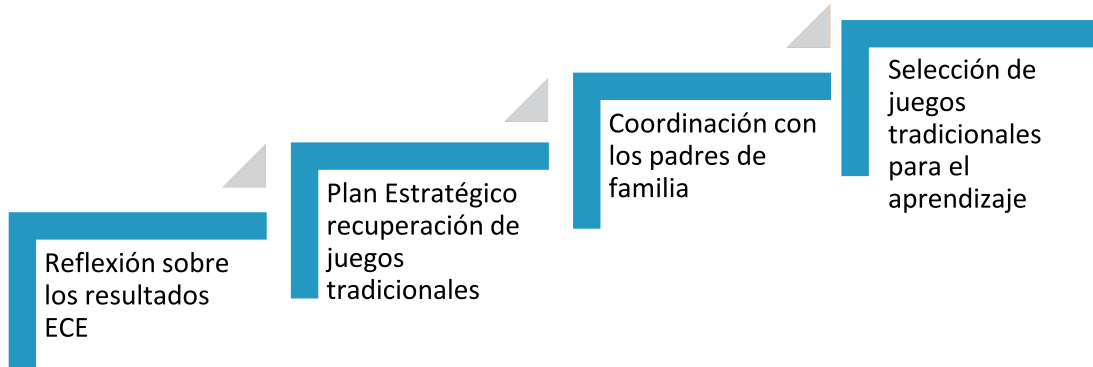 Reflexión sobre
los resultados
ECE
Plan Estratégico
recuperación de
juegos
tradicionales
Coordinación con
los padres de
familia
Selección de
juegos
tradicionales
para el
aprendizaje